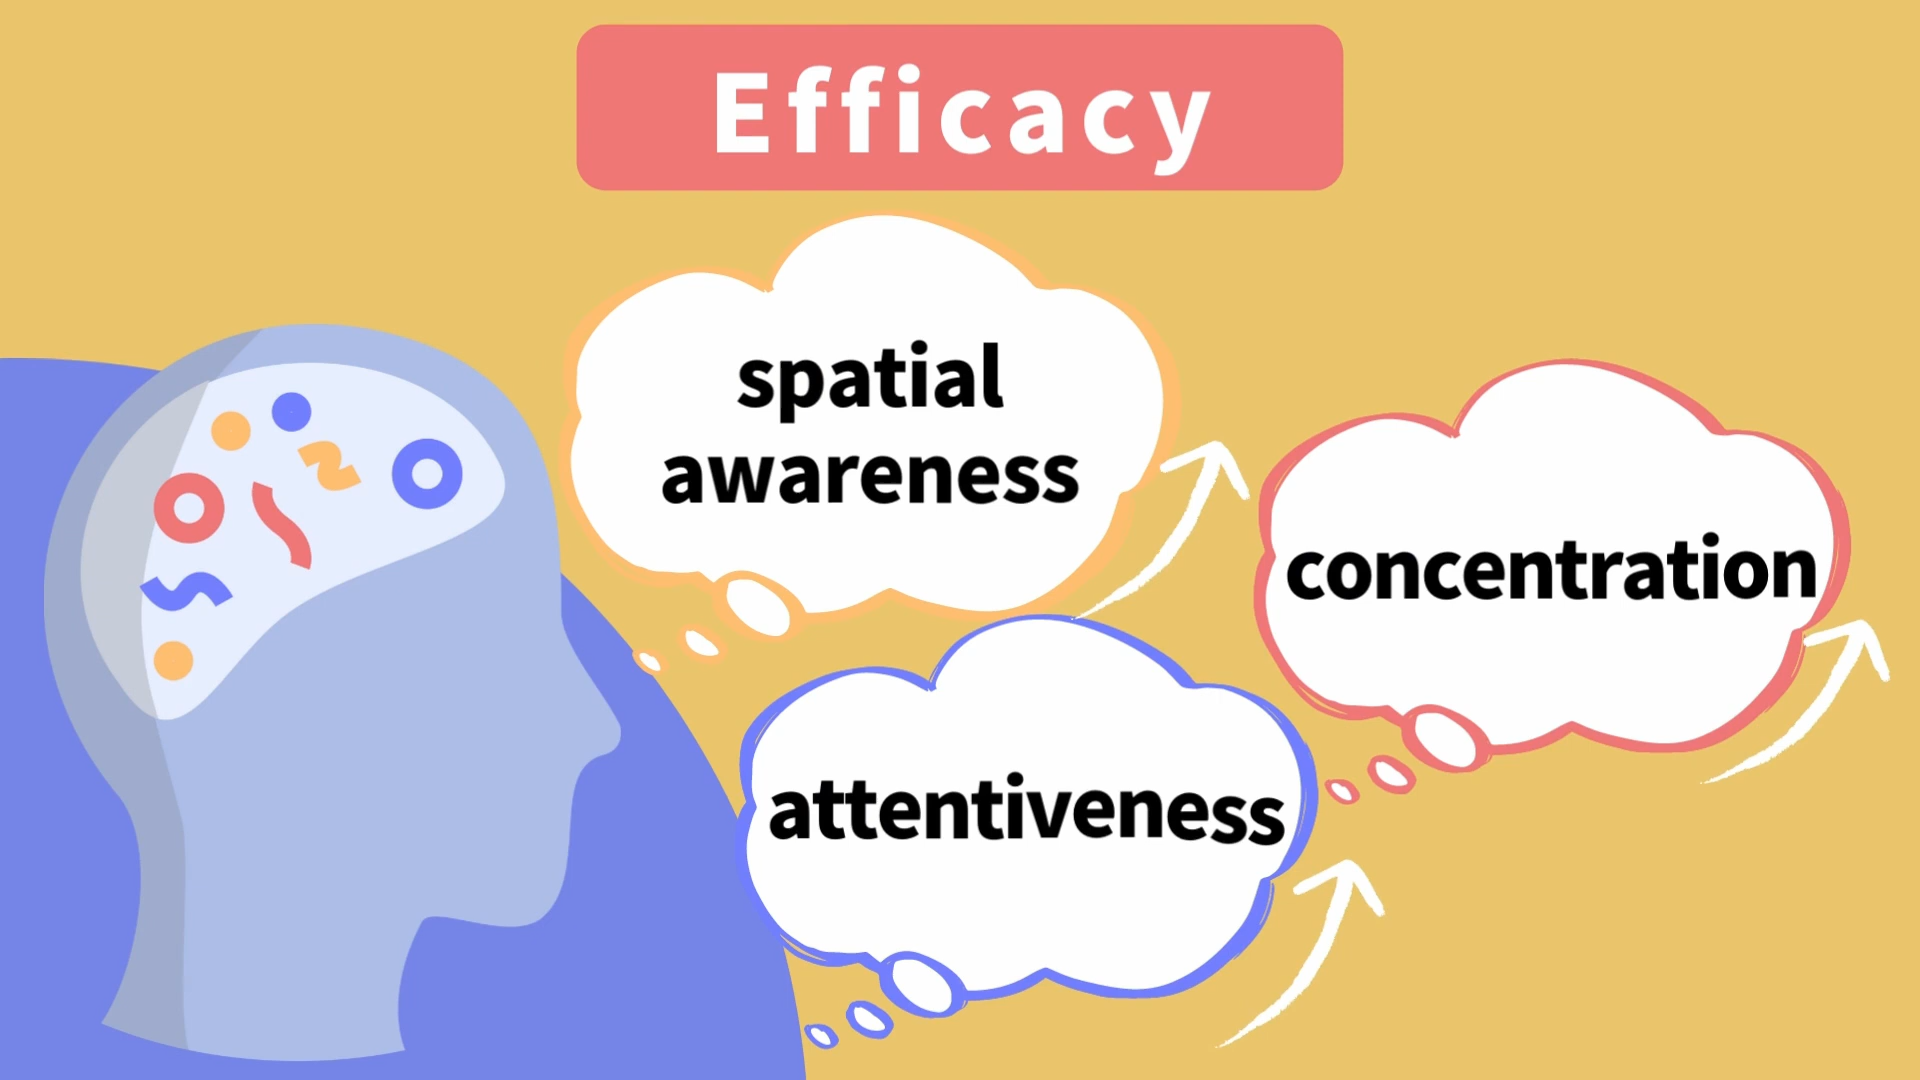 Efficacy
spatial
awareness
concentration
attentiveness